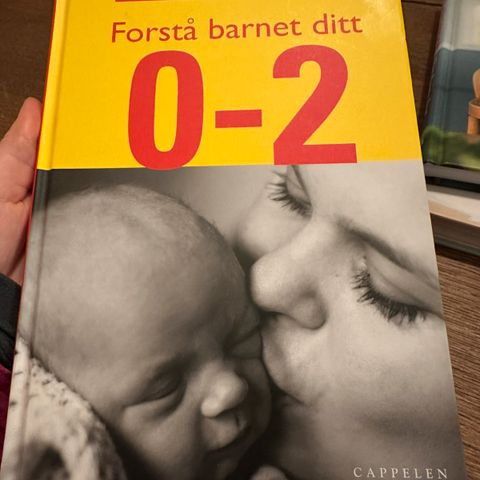 Forstå barnet ditt
0-2
CAPPELEN